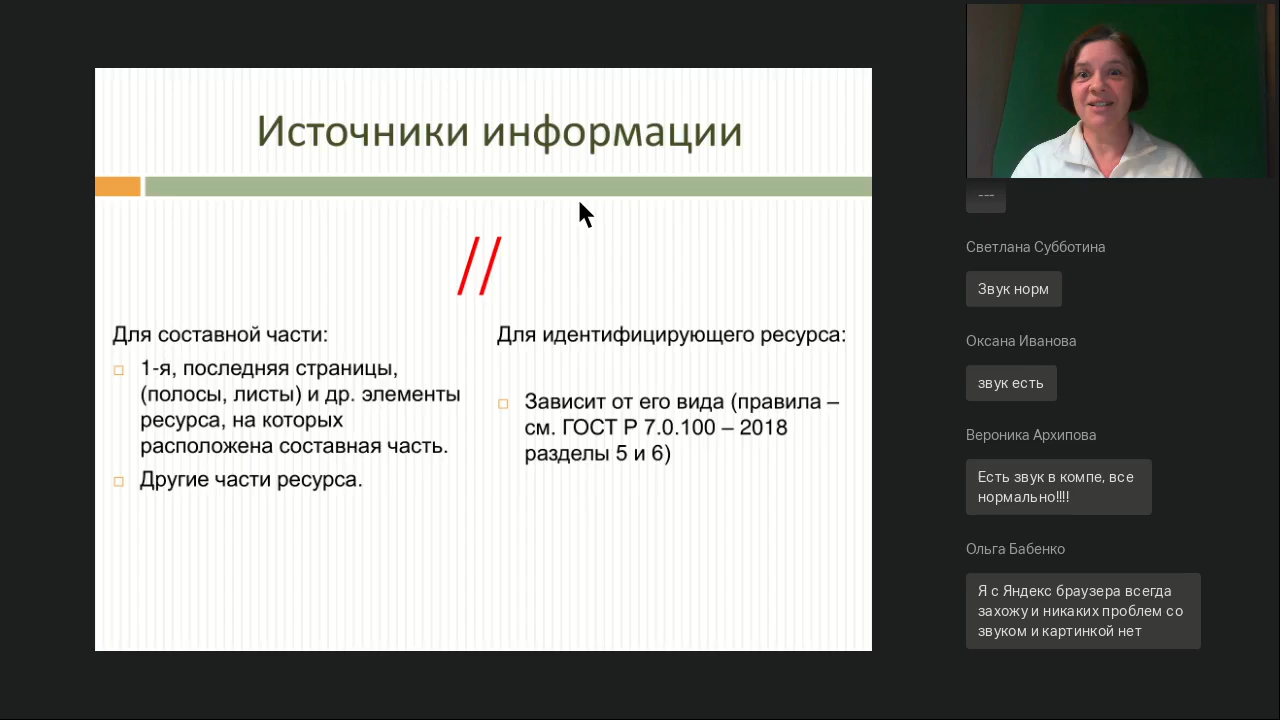 Источники информации
//
Для составной части:
1-я, последняя страницы,
(полосы, листы) и др. элементы
ресурса, на которых
расположена составная часть.
Другие части ресурса.
Для идентифицирующего ресурса:
Зависит от его вида (правила –
см. ГОСТ Р 7.0.100 – 2018
разделы 5 и 6)
---
Светлана Субботина
Звук норм
Оксана Иванова
звук есть
Вероника Архипова
Есть звук в компе, все
нормально!!!!
Ольга Бабенко
Я с Яндекс браузера всегда
захожу и никаких проблем со
звуком и картинкой нет